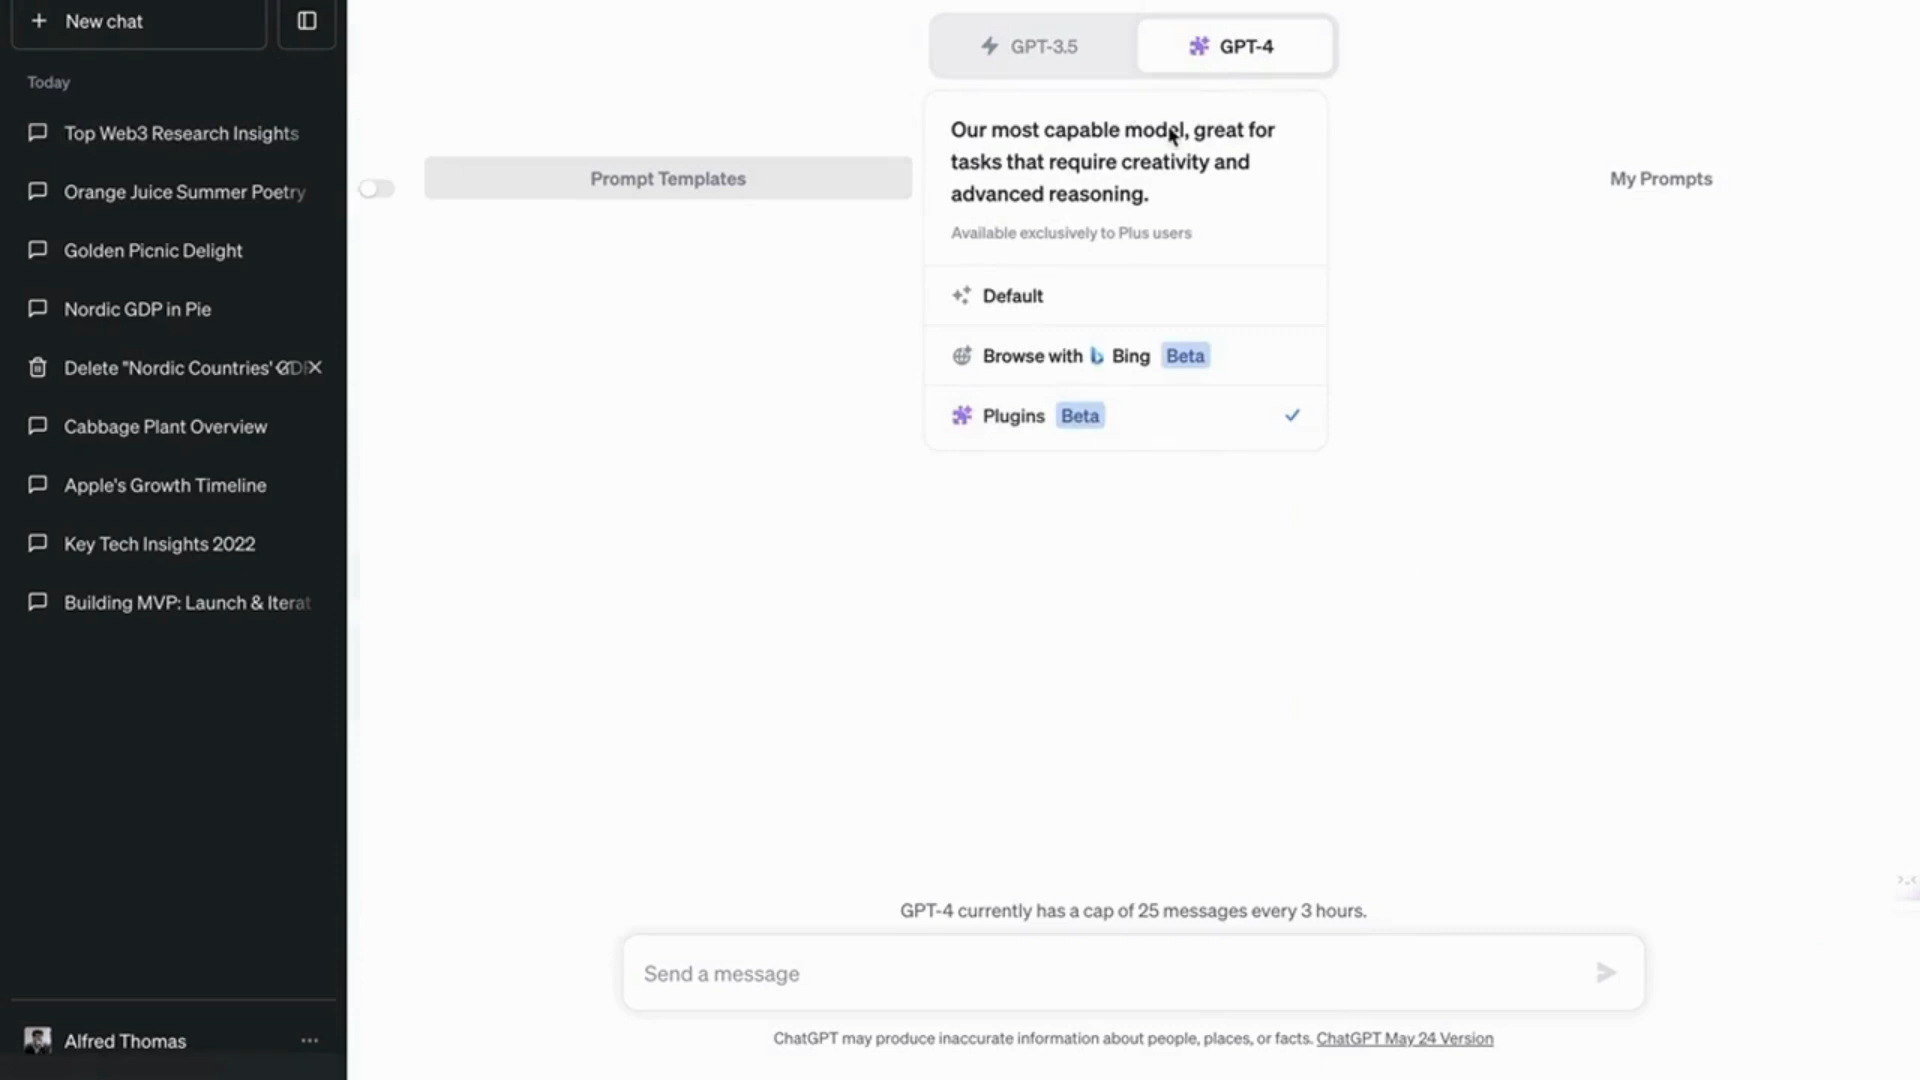 New chat
Today
Top Web3 Research Insights
Orange Juice Summer Poetry
Golden Picnic Delight
Nordic GDP in Pie
Delete "Nordic Countries'
Cabbage Plant Overview
Apple's Growth Timeline
Key Tech Insights 2022
Building MVP: Launch & Iterat
Alfred Thomas
GPT-3.5
GPT-4
Our most capable model, great for
tasks that require creativity and
advanced reasoning.
Available exclusively to Plus users
Default
Browse with Bing Beta
Plugins Beta
Prompt Templates
My Prompts
GPT-4 currently has a cap of 25 messages every 3 hours.
Send a message
ChatGPT may produce inaccurate information about people, places, or facts. ChatGPT May 24 Version